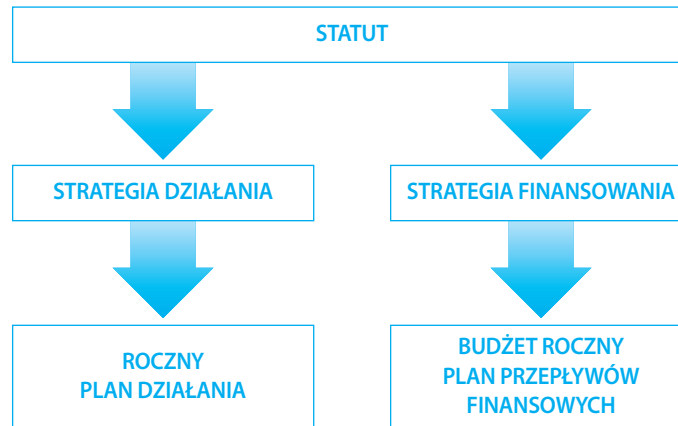 STATUT
STRATEGIA DZIAŁANIA
STRATEGIA FINANSOWANIA
ROCZNY
PLAN DZIAŁANIA
BUDŻET ROCZNY
PLAN PRZEPŁYWÓW
FINANSOWYCH